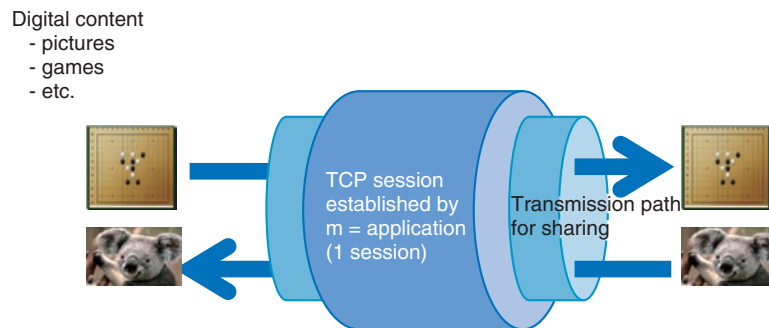 Digital content
- pictures
- games
- etc.
TCP session
established by
m = application
(1 session)
Transmission path
for sharing